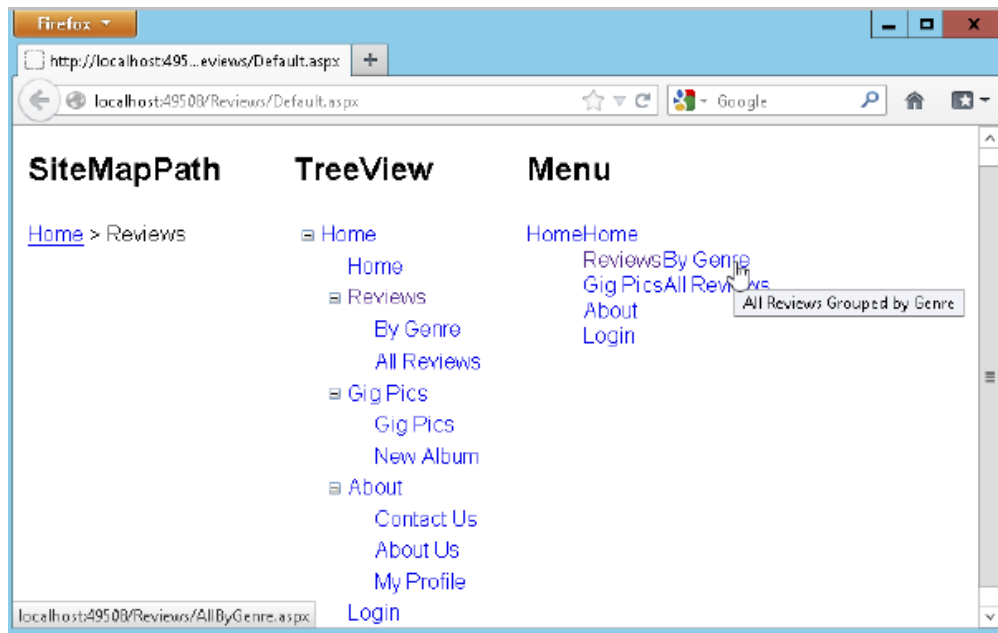 Firefox
http://localhost:495...eviews/Default.aspx
localhost:49508/Reviews/Default.aspx
Google
SiteMapPath
TreeView
Menu
Home > Reviews
Home
Home
Reviews
By Genre
All Reviews
Gig Pics
Gig Pics
New Album
About
Contact Us
About Us
My Profile
Login
HomeHome
ReviewsBy Genre
Gig PicsAll Reviews
About
Login
All Reviews Grouped by Genre
localhost:49508/Reviews/AllByGenre.aspx